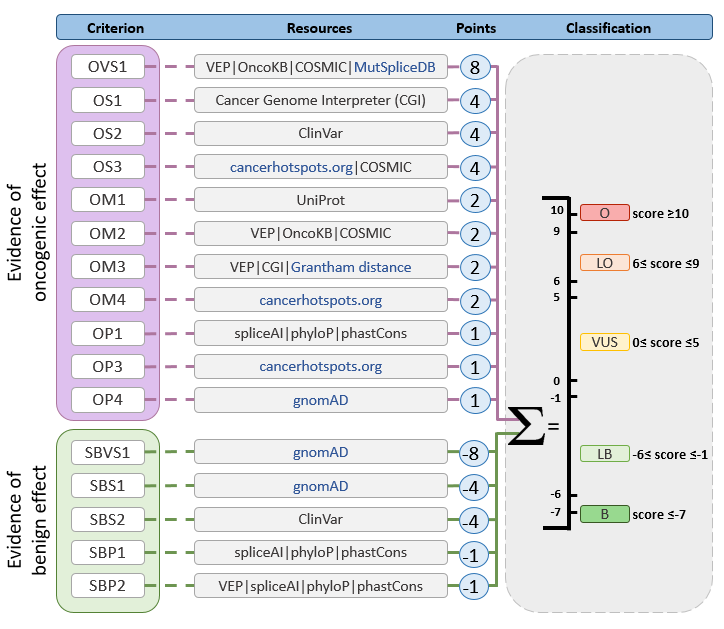 Criterion Resources Points Classification
Evidence of
oncogenic effect
OVS1 VEP|OncoKB|COSMIC|MutSpliceDB 8
OS1 Cancer Genome Interpreter (CGI) 4
OS2 ClinVar 4
OS3 cancerhotspots.org|COSMIC 4
OM1 UniProt 2
OM2 VEP|OncoKB|COSMIC 2
OM3 VEP|CGI|Grantham distance 2
OM4 cancerhotspots.org 2
OP1 spliceAI|phyloP|phastCons 1
OP3 cancerhotspots.org 1
OP4 gnomAD 1
Evidence of
benign effect
SBVS1 gnomAD -8
SBS1 gnomAD -4
SBS2 ClinVar -4
SBP1 spliceAI|phyloP|phastCons -1
SBP2 VEP|spliceAI|phyloP|phastCons -1
Σ =
10 O score ≥10
9
LO 6≤ score ≤9
6
5
VUS 0≤ score ≤5
0
-1
LB -6≤ score ≤-1
-6
-7 B score ≤-7